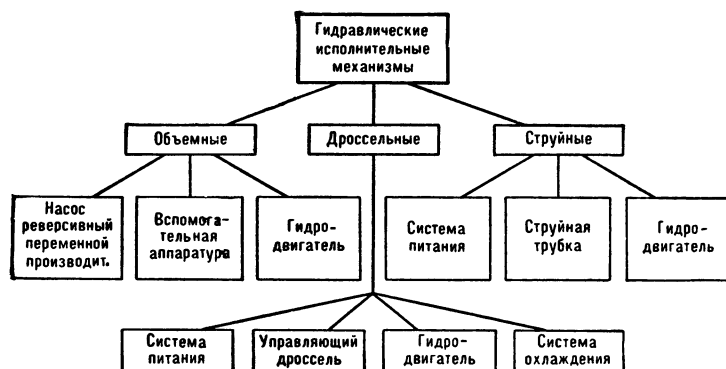 Гидравлические
исполнительные
механизмы
Объемные
Дроссельные
Струйные
Насос
реверсивный
переменной
производит.
Вспомога-
тельная
аппаратура
Гидро-
двигатель
Система
питания
Струйная
трубка
Гидро-
двигатель
Система
питания
Управляющий
дроссель
Гидро-
двигатель
Система
охлаждения